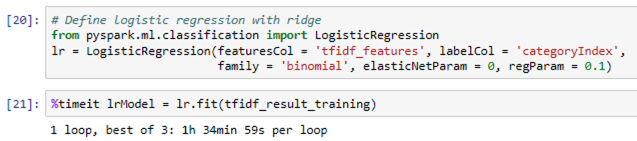 [20]: # Define logistic regression with ridge
from pyspark.ml.classification import LogisticRegression
lr = LogisticRegression(featuresCol = 'tfidf_features', labelCol = 'categoryIndex',
family = 'binomial', elasticNetParam = 0, regParam = 0.1)
[21]: %timeit lrModel = lr.fit(tfidf_result_training)
1 loop, best of 3: 1h 34min 59s per loop